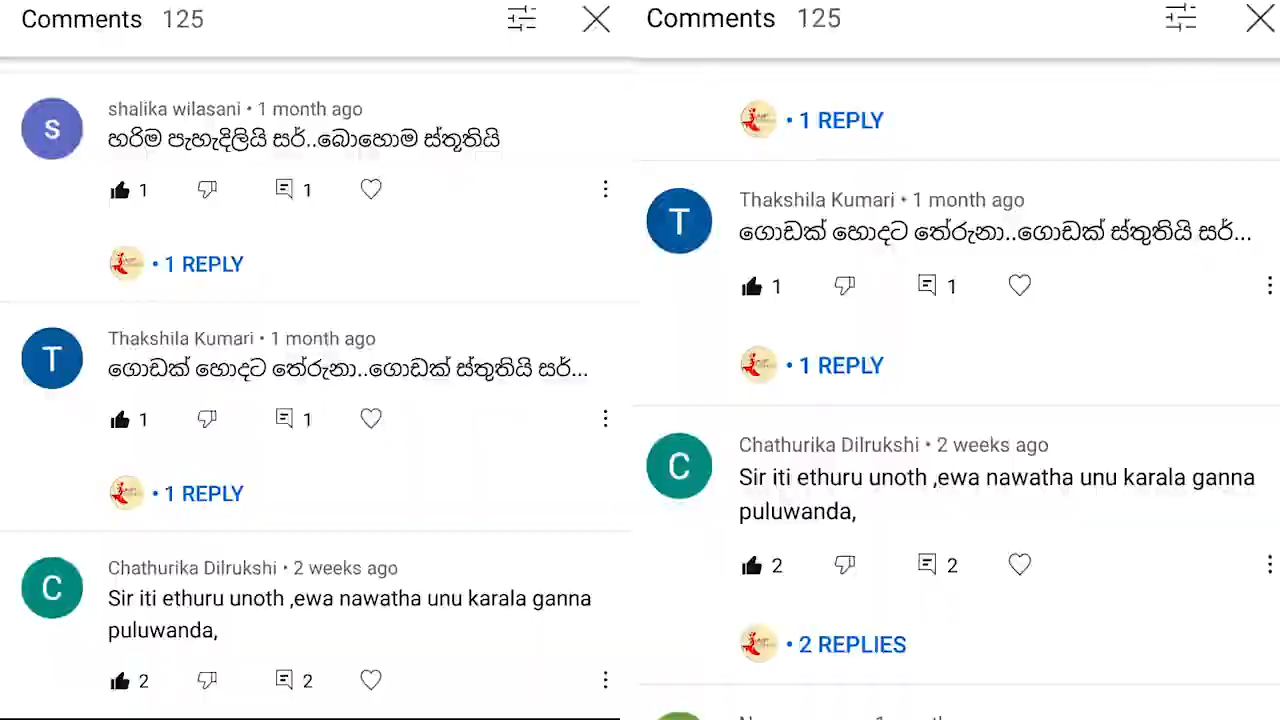 Comments 125
S
shalika wilasani • 1 month ago
හරිම පැහැදිලියි සර්..බොහොම ස්තූතියි
1 1
• 1 REPLY
T
Thakshila Kumari • 1 month ago
ගොඩක් හොදට තේරුනා..ගොඩක් ස්තුතියි සර්...
1 1
• 1 REPLY
C
Chathurika Dilrukshi • 2 weeks ago
Sir iti ethuru unoth ,ewa nawatha unu karala ganna
puluwanda,
2 2
Comments 125
• 1 REPLY
T
Thakshila Kumari • 1 month ago
ගොඩක් හොදට තේරුනා..ගොඩක් ස්තුතියි සර්...
1 1
• 1 REPLY
C
Chathurika Dilrukshi • 2 weeks ago
Sir iti ethuru unoth ,ewa nawatha unu karala ganna
puluwanda,
2 2
• 2 REPLIES